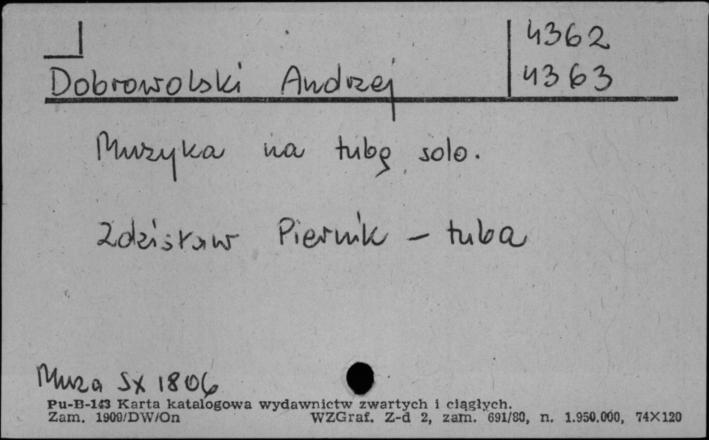 4362
Dobrowolski Andrzej 4363
Muzyka na tubę solo.
Zdzisław Piernik – tuba
Muza SX 1806
Pu-B-143 Karta katalogowa wydawnictw zwartych i ciągłych.
Zam. 1909/DW/On WZGraf. Z-d 2, zam. 691/80, n. 1.950.000, 74X120